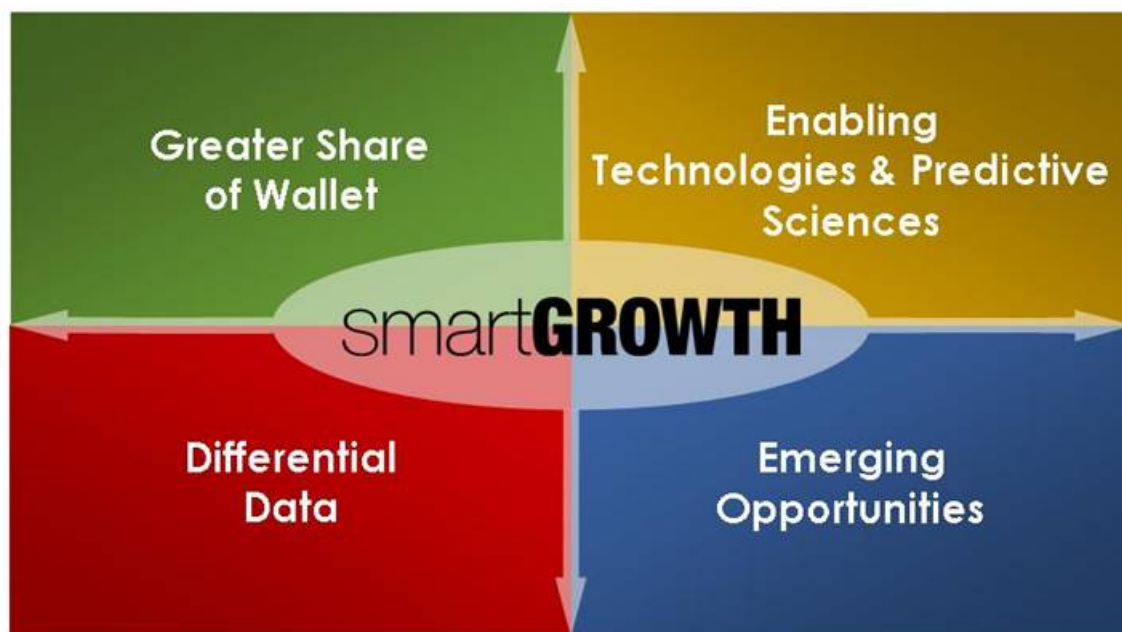 Greater Share
of Wallet
Enabling
Technologies & Predictive
Sciences
smartGROWTH
Differential
Data
Emerging
Opportunities